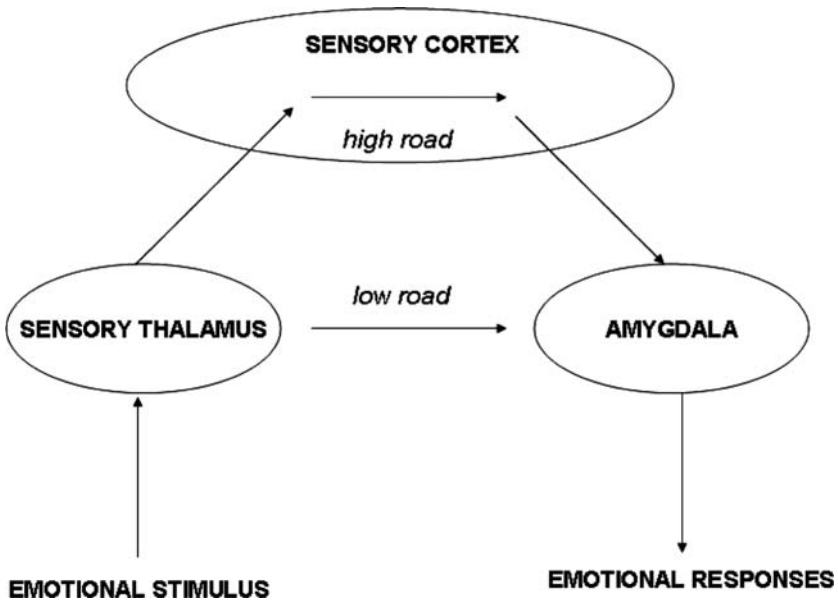 SENSORY CORTEX
high road
low road
SENSORY THALAMUS
AMYGDALA
EMOTIONAL STIMULUS
EMOTIONAL RESPONSES